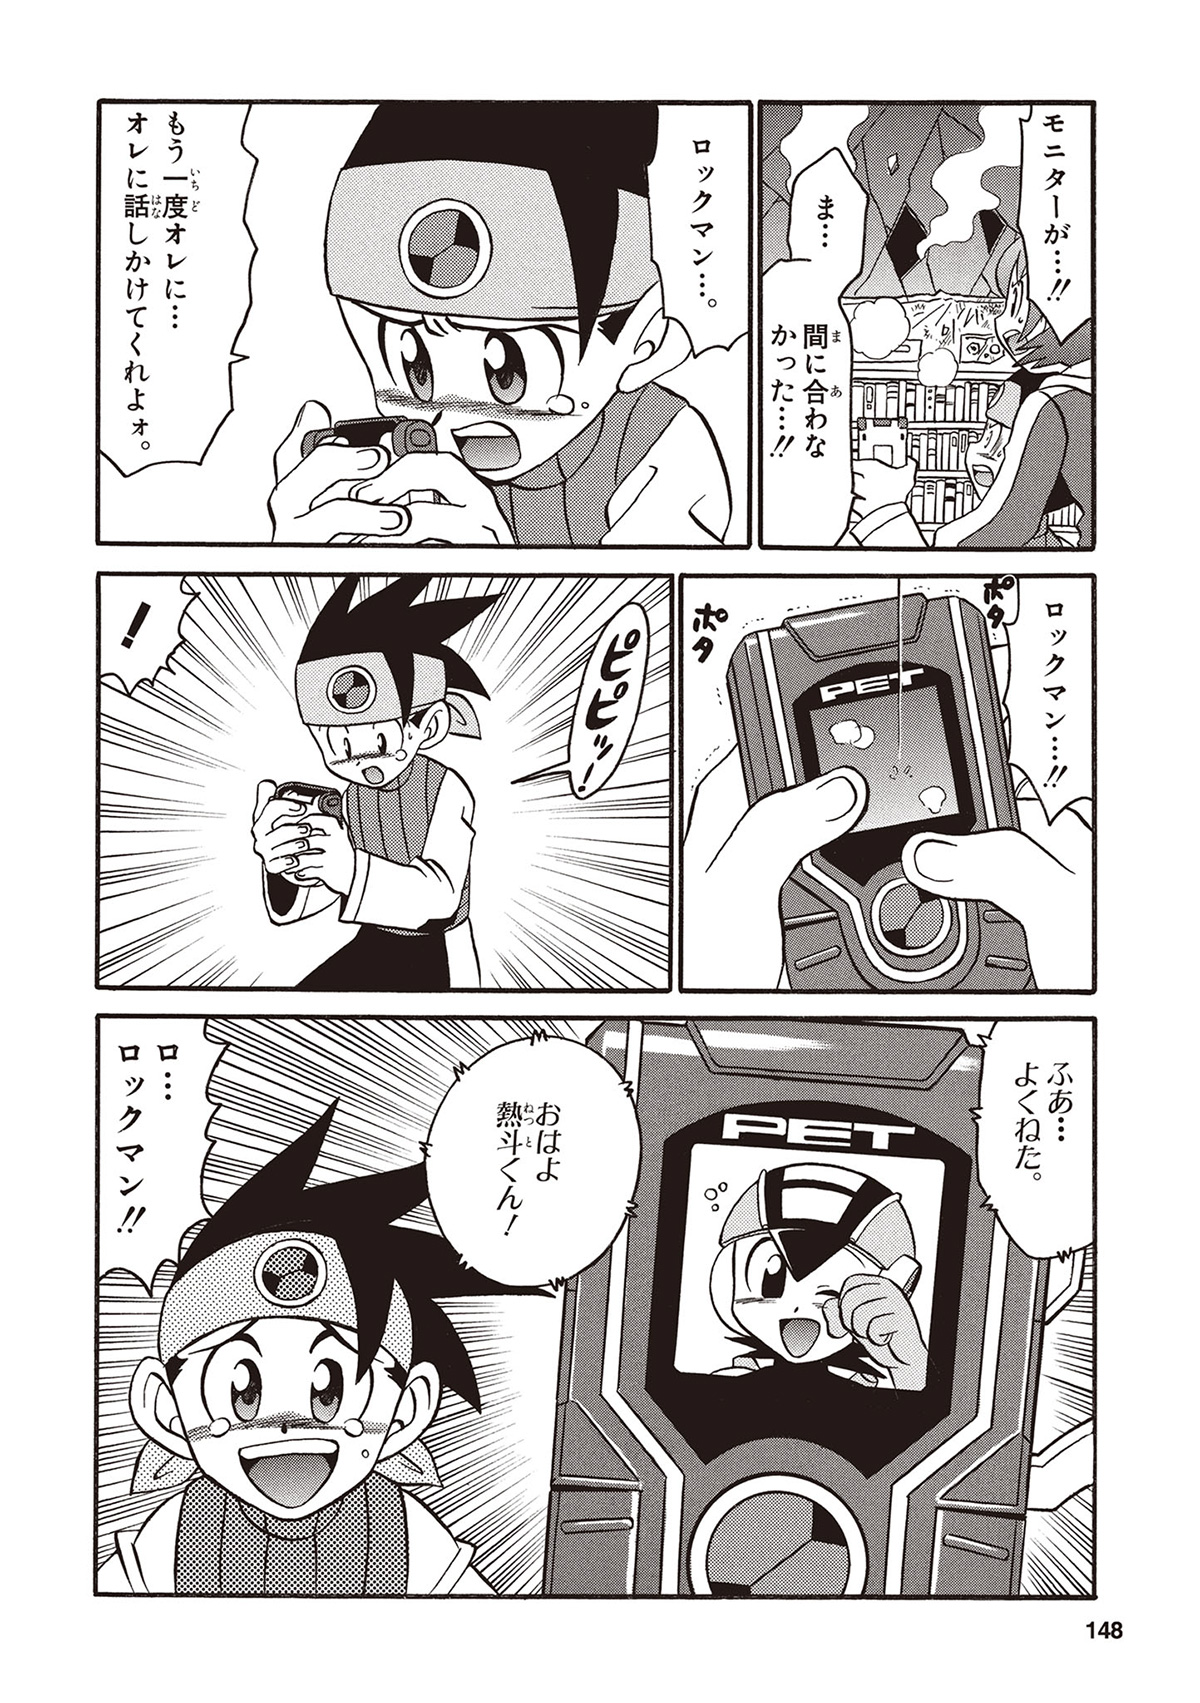 モニターが…!!
ま…
間に合わな
かった…!!
ロックマン…。
もう一度オレに…
オレに話しかけてくれよォ。
ロックマン…!!
ポタ
ポタ
PET
ピピピッ!
!
ふあ…
よくねた。
PET
おはよ
熱斗くん!
ロ…
ロックマン!!
148